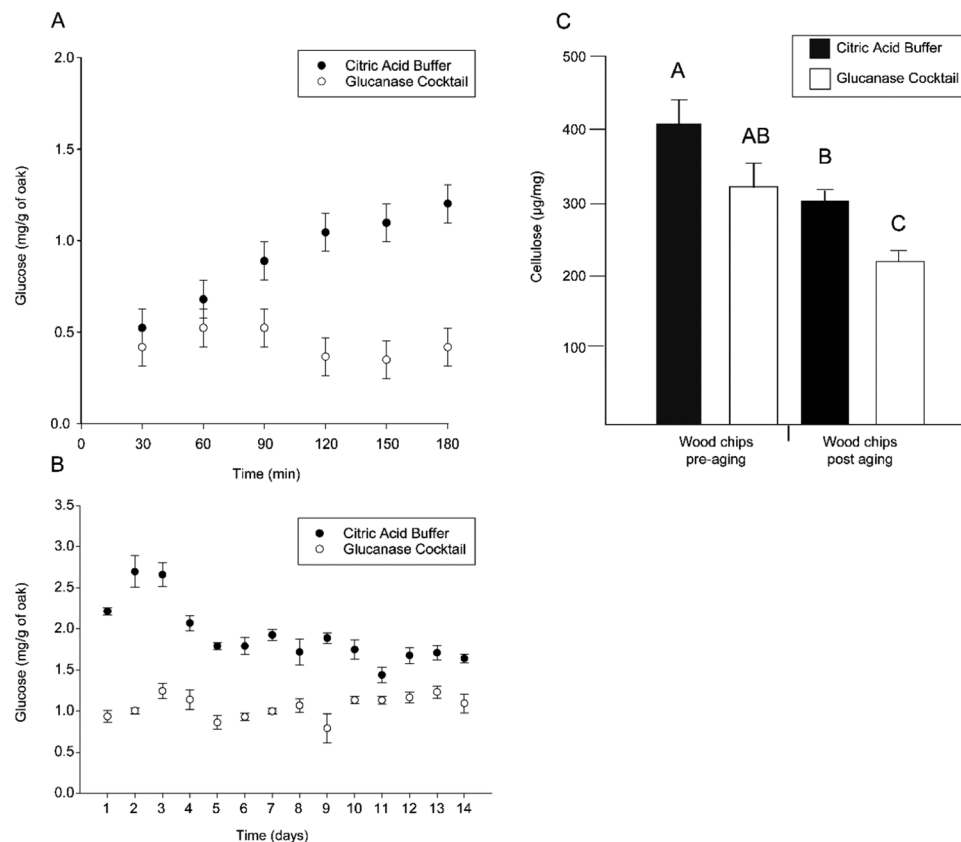 A
2.0
Citric Acid Buffer
Glucanase Cocktail
1.5
Glucose (mg/g of oak)
1.0
0.5
0.0
0 30 60 90 120 150 180
Time (min)
B
3.5
Citric Acid Buffer
Glucanase Cocktail
3.0
2.5
Glucose (mg/g of oak)
2.0
1.5
1.0
0.5
0.0
1 2 3 4 5 6 7 8 9 10 11 12 13 14
Time (days)
C
Citric Acid Buffer
Glucanase Cocktail
500
A
400
AB
B
300
Cellulose (µg/mg)
C
200
100
Wood chips
pre-aging
Wood chips
post aging